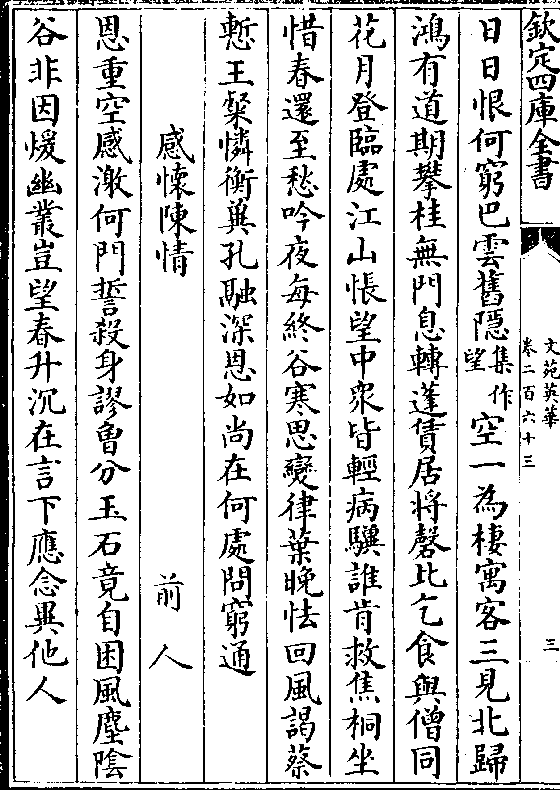 欽定四庫全書
文苑英華
卷二百六十三
三
日日恨何窮巴雲舊隱集作望空一為棲寓客三見北歸
鴻有道期攀桂無門息轉蓬賃居將罄比乞食與僧同
花月登臨處江山悵望中衆皆輕病驥誰肯救焦桐坐
惜春還至愁吟夜每終谷寒思變律葉晚怯回風謁蔡
慙王粲憐衡異孔融深恩如尚在何處問窮通
感懷陳情 前人
恩重空感激何門誓殺身謬曾分玉石竟自困風塵陰
谷非因煖幽叢豈望春升沉在言下應念異他人